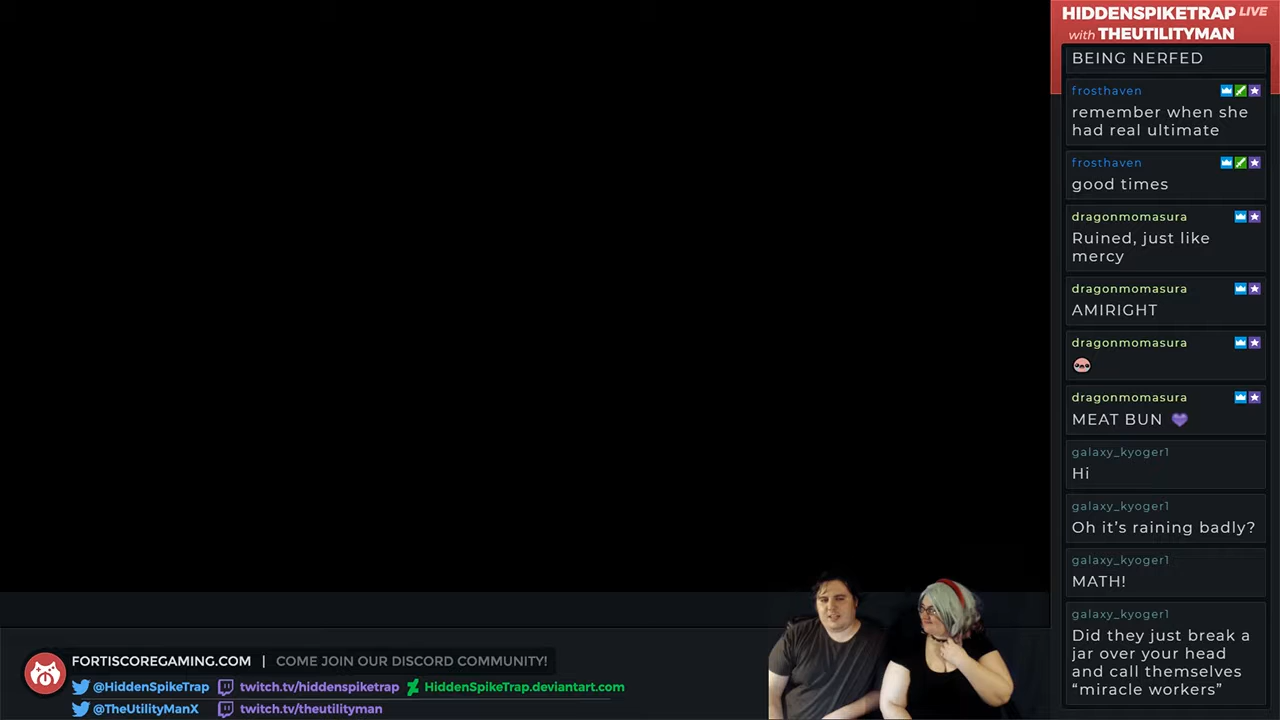 HIDDENSPIKETRAP LIVE
with THEUTILITYMAN
BEING NERFED
frosthaven
remember when she
had real ultimate
frosthaven
good times
dragonmomasura
Ruined, just like
mercy
dragonmomasura
AMIRIGHT
dragonmomasura
dragonmomasura
MEAT BUN
galaxy_kyoger1
Hi
galaxy_kyoger1
Oh it's raining badly?
galaxy_kyoger1
MATH!
galaxy_kyoger1
Did they just break a
jar over your head
and call themselves
“miracle workers”
FORTISCOREGAMING.COM | COME JOIN OUR DISCORD COMMUNITY!
@HiddenSpikeTrap twitch.tv/hiddenspiketrap HiddenSpikeTrap.deviantart.com
@TheUtilityManX twitch.tv/theutilityman